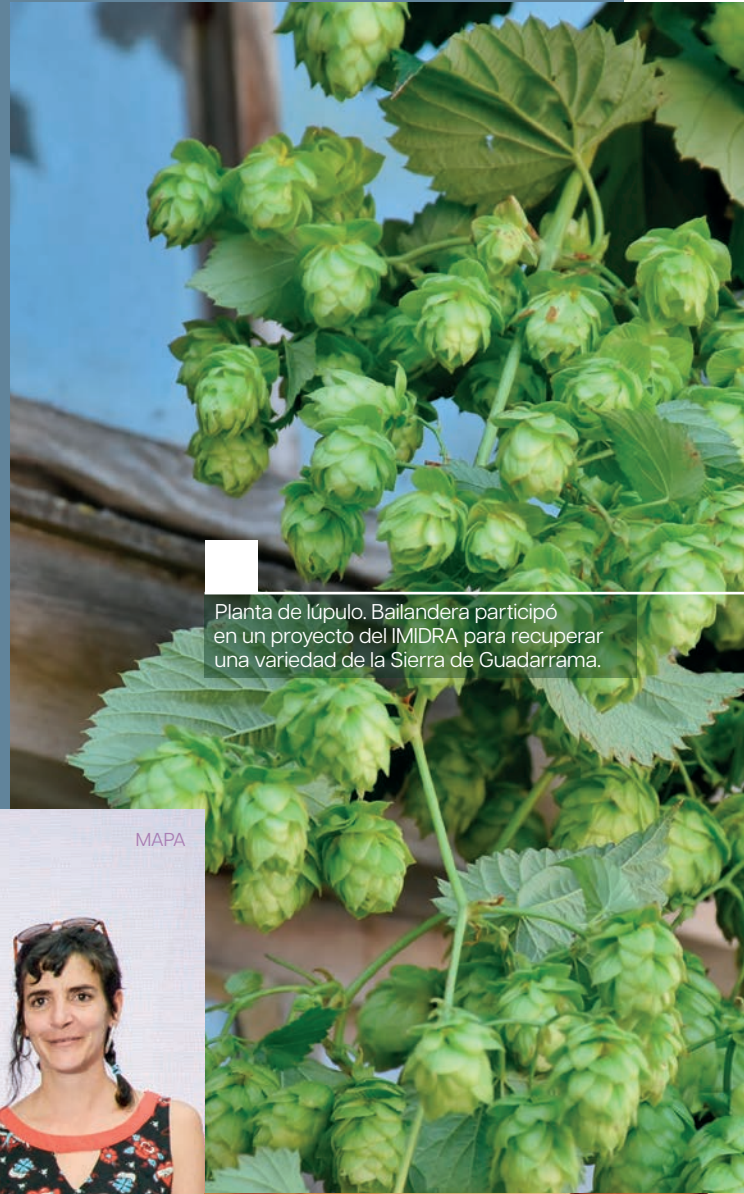 Planta de lúpulo. Bailandera participó
en un proyecto del IMIDRA para recuperar
una variedad de la Sierra de Guadarrama.
MAPA